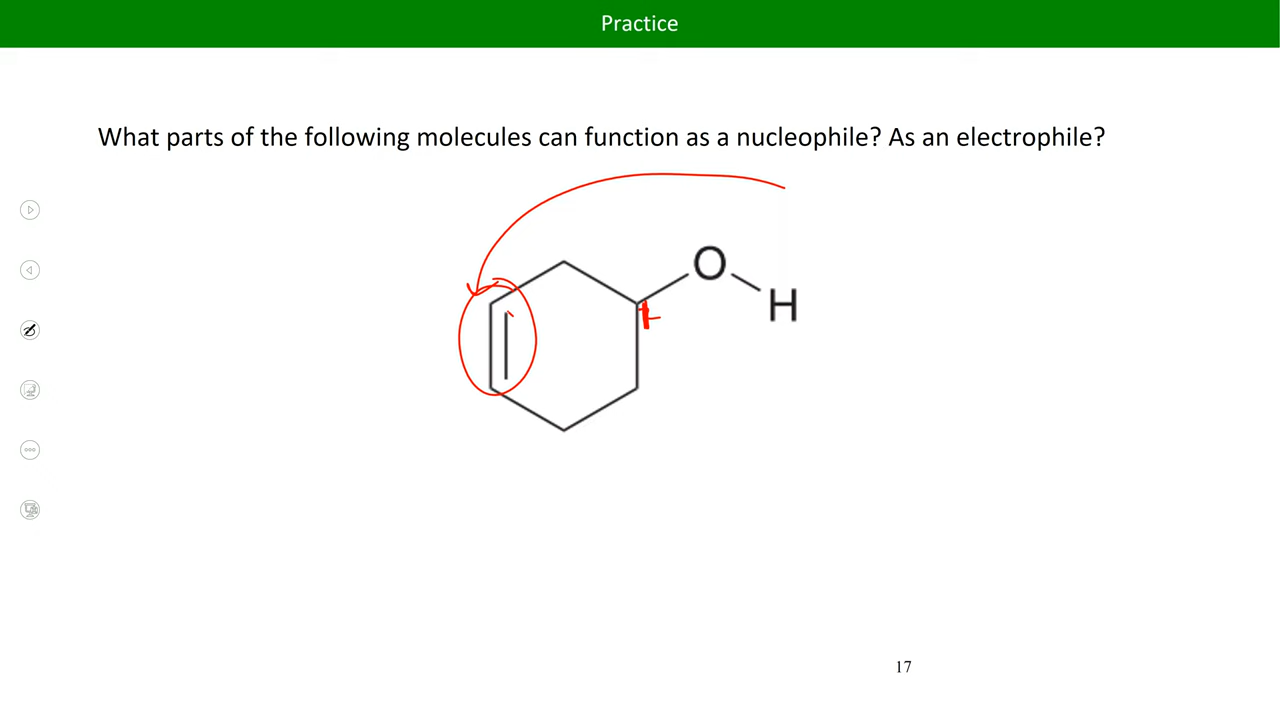 Practice
What parts of the following molecules can function as a nucleophile? As an electrophile?
O
H
17